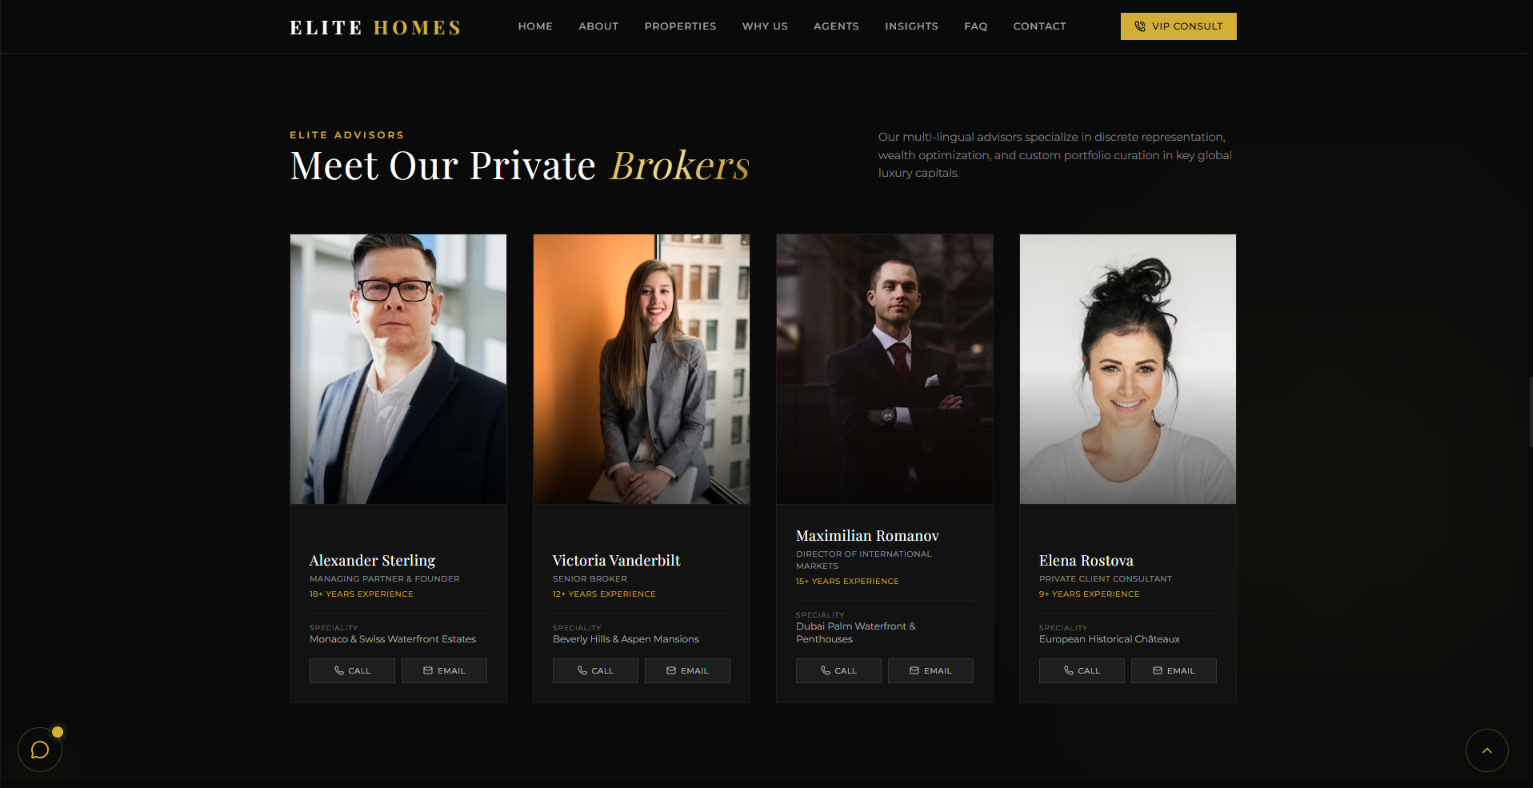 ELITE HOMES
HOME
ABOUT
PROPERTIES
WHY US
AGENTS
INSIGHTS
FAQ
CONTACT
VIP CONSULT
ELITE ADVISORS
Meet Our Private Brokers
Our multi-lingual advisors specialize in discrete representation,
wealth optimization, and custom portfolio curation in key global
luxury capitals.
Alexander Sterling
MANAGING PARTNER & FOUNDER
18+ YEARS EXPERIENCE
SPECIALITY
Monaco & Swiss Waterfront Estates
CALL
EMAIL
Victoria Vanderbilt
SENIOR BROKER
12+ YEARS EXPERIENCE
SPECIALITY
Beverly Hills & Aspen Mansions
CALL
EMAIL
Maximilian Romanov
DIRECTOR OF INTERNATIONAL
MARKETS
15+ YEARS EXPERIENCE
SPECIALITY
Dubai Palm Waterfront &
Penthouses
CALL
EMAIL
Elena Rostova
PRIVATE CLIENT CONSULTANT
9+ YEARS EXPERIENCE
SPECIALITY
European Historical Châteaux
CALL
EMAIL